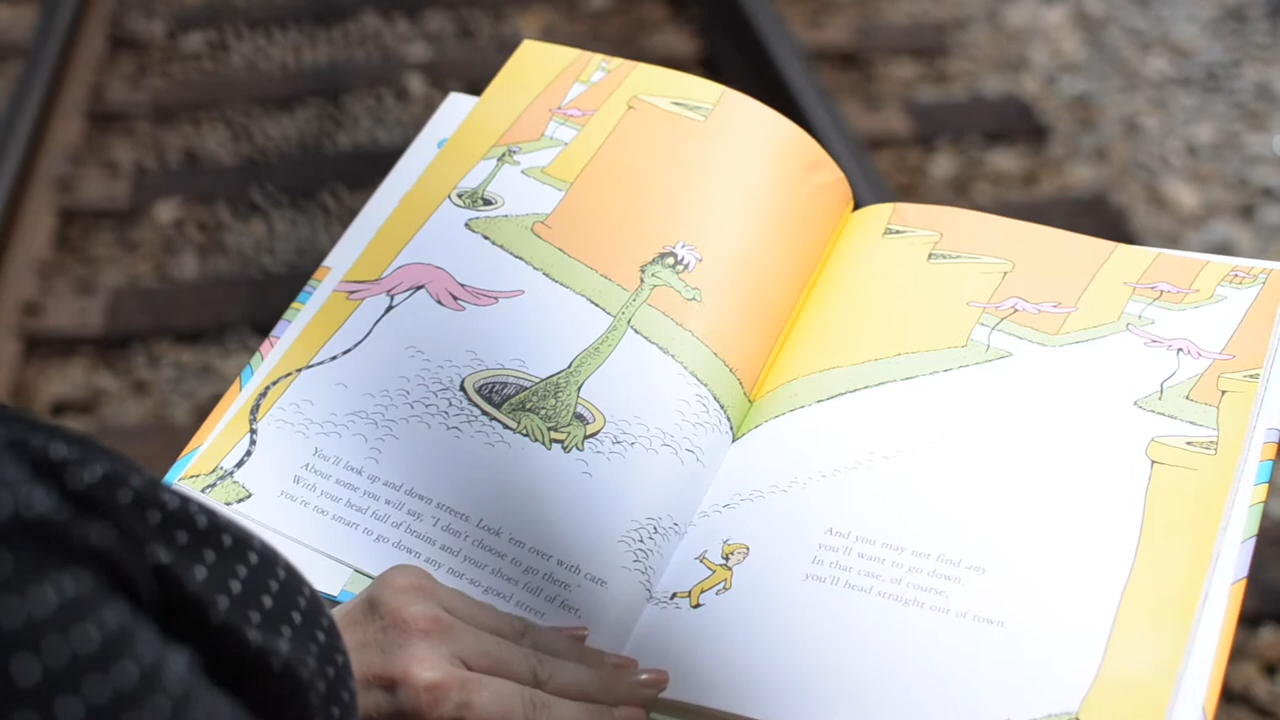 You'll look up and down streets. Look 'em over with care.
About some you will say, "I don't choose to go there."
With your head full of brains and your shoes full of feet,
you're too smart to go down any not-so-good street.
And you may not find any
you'll want to go down.
In that case, of course,
you'll head straight out of town.